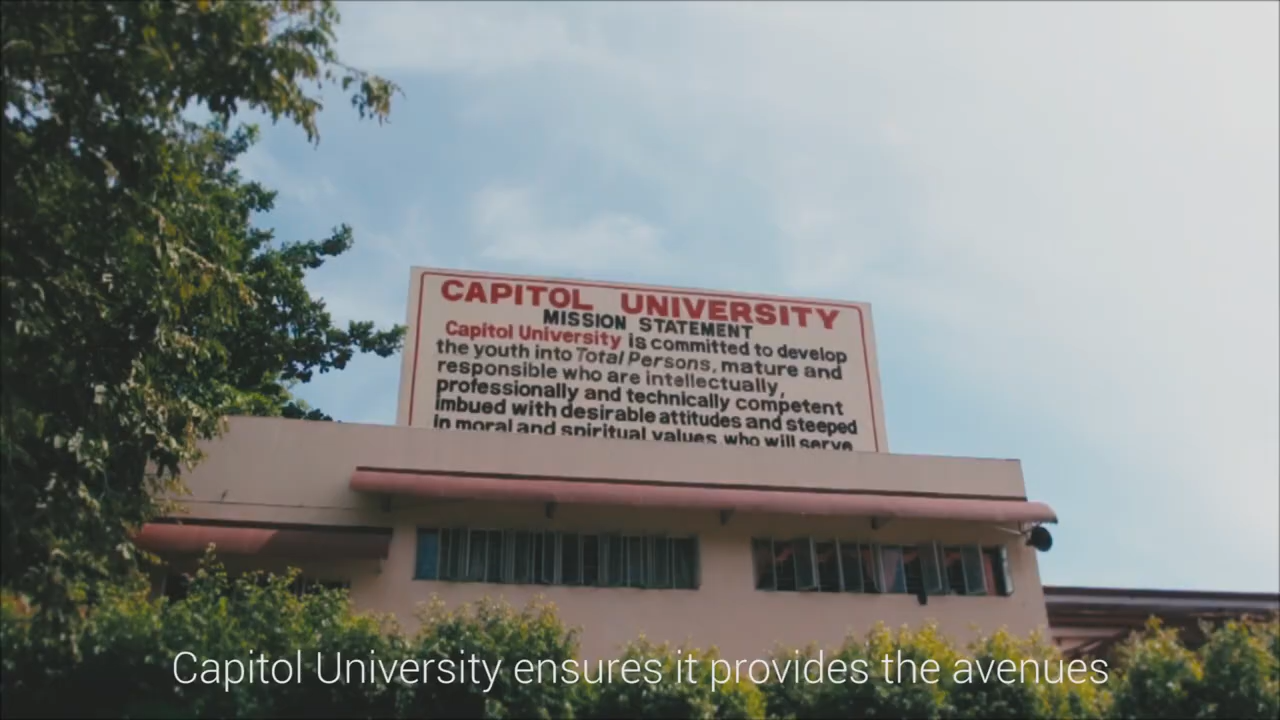 CAPITOL UNIVERSITY
MISSION STATEMENT
Capitol University is committed to develop
the youth into Total Persons, mature and
responsible who are intellectually,
professionally and technically competent
imbued with desirable attitudes and steeped
in moral and spiritual values who will serve
Capitol University ensures it provides the avenues